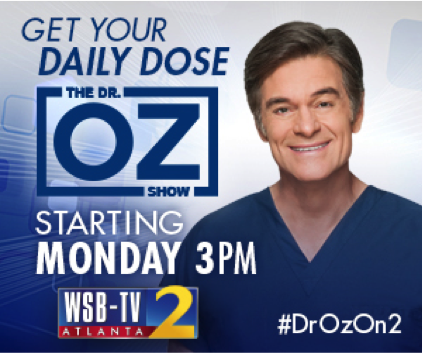 GET YOUR
DAILY DOSE
THE DR.
OZ
SHOW
STARTING
MONDAY 3PM
WSB-TV 2
ATLANTA
#DrOzOn2